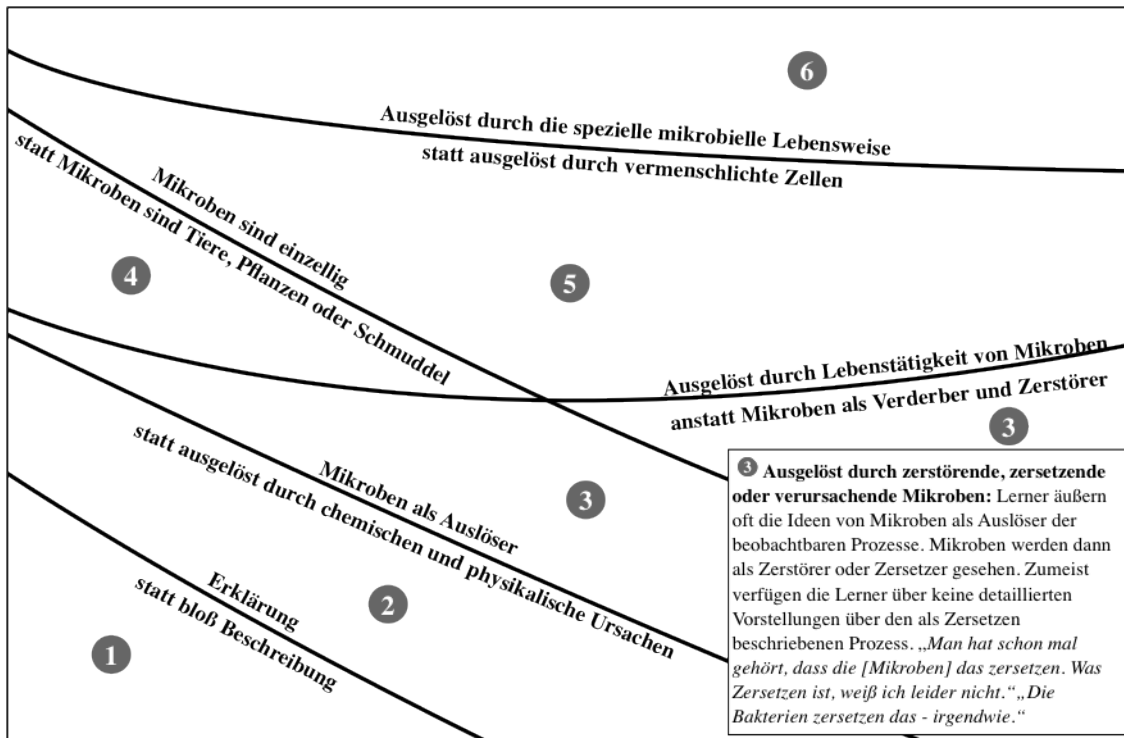 6
Ausgelöst durch die spezielle mikrobielle Lebensweise
statt ausgelöst durch vermenschlichte Zellen
Mikroben sind einzellig
statt Mikroben sind Tiere, Pflanzen oder Schmuddel
4
5
Ausgelöst durch Lebenstätigkeit von Mikroben
anstatt Mikroben als Verderber und Zerstörer
3
Mikroben als Auslöser
statt ausgelöst durch chemischen und physikalische Ursachen
3
Erklärung
statt bloß Beschreibung
2
1
3 Ausgelöst durch zerstörende, zersetzende
oder verursachende Mikroben: Lerner äußern
oft die Ideen von Mikroben als Auslöser der
beobachtbaren Prozesse. Mikroben werden dann
als Zerstörer oder Zersetzer gesehen. Zumeist
verfügen die Lerner über keine detaillierten
Vorstellungen über den als Zersetzen
beschriebenen Prozess. „Man hat schon mal
gehört, dass die [Mikroben] das zersetzen. Was
Zersetzen ist, weiß ich leider nicht.“ „Die
Bakterien zersetzen das - irgendwie.“